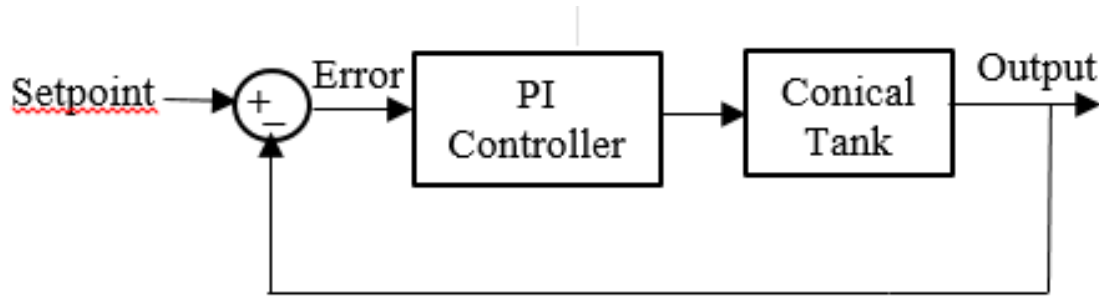 Setpoint
+
−
Error
PI
Controller
Conical
Tank
Output